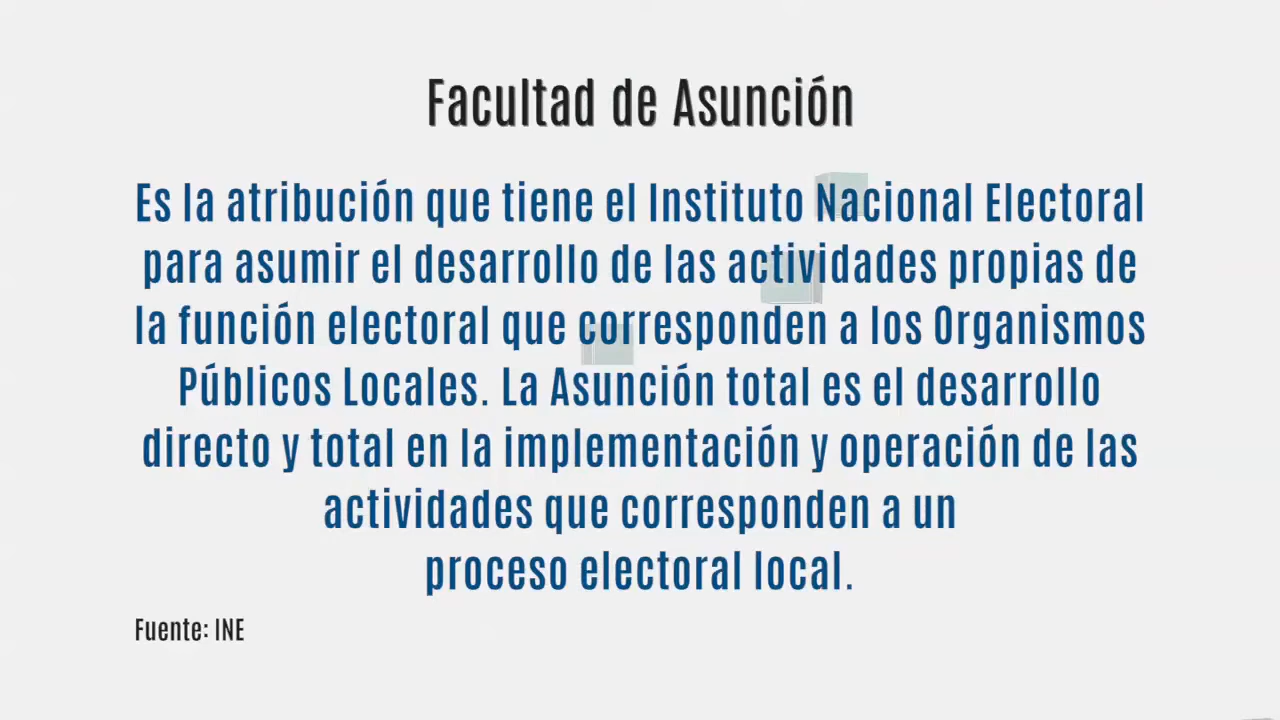 Facultad de Asunción
Es la atribución que tiene el Instituto Nacional Electoral
para asumir el desarrollo de las actividades propias de
la función electoral que corresponden a los Organismos
Públicos Locales. La Asunción total es el desarrollo
directo y total en la implementación y operación de las
actividades que corresponden a un
proceso electoral local.
Fuente: INE